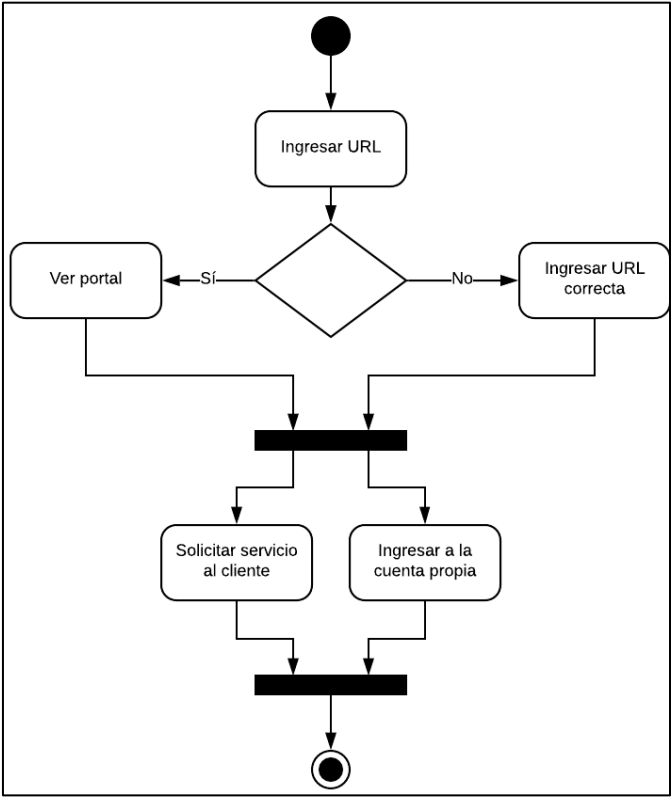 Ingresar URL
Ver portal
Sí
No
Ingresar URL
correcta
Solicitar servicio
al cliente
Ingresar a la
cuenta propia